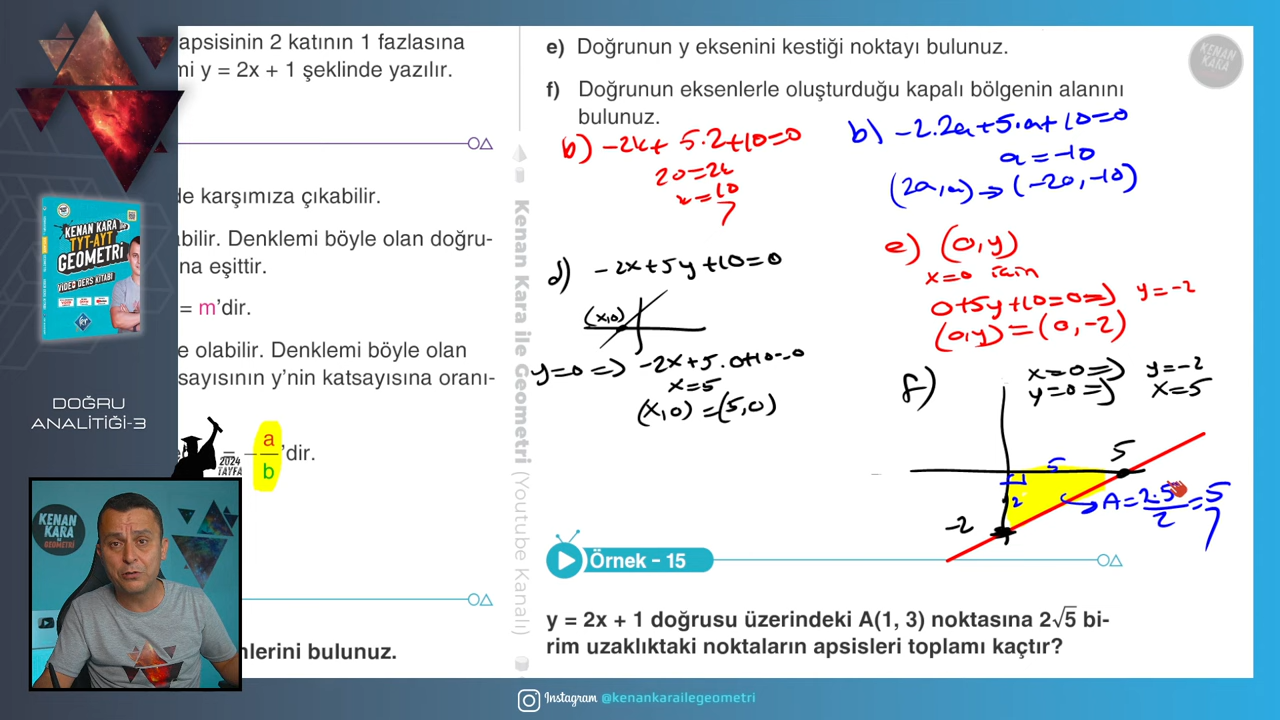 apsisinin 2 katının 1 fazlasına
mi y = 2x + 1 şeklinde yazılır.
de karşımıza çıkabilir.
abilir. Denklemi böyle olan doğru-
na eşittir.
= m'dir.
e olabilir. Denklemi böyle olan
sayısının y'nin katsayısına oranı-
= - a/b 'dir.
nlerini bulunuz.
KENAN KARA
TYT-AYT
GEOMETRİ
VİDEO DERS KİTABI
DOĞRU
ANALİTİĞİ-3
2024
TAYFA
KENAN
KARA
GEOMETRİ
Kenan Kara ile Geometri (Youtube Kanalı)
e) Doğrunun y eksenini kestiği noktayı bulunuz.
f) Doğrunun eksenlerle oluşturduğu kapalı bölgenin alanını
bulunuz.
b) -2k + 5.2+10=0
20=2k
k=10
b) -2.2a+5.a+10=0
a=-10
(2a,a) → (-20,-10)
d) -2x+5y+10=0
(x,0)
y=0 => -2x+5.0+10=0
x=5
(x,0)=(5,0)
e) (0,y)
x=0 için
0+5y+10=0=> y=-2
(0,y)=(0,-2)
f) x=0=> y=-2
y=0=> x=5
5
5
2
-2
A=2.5/2=5
Örnek - 15
y = 2x + 1 doğrusu üzerindeki A(1, 3) noktasına 2√5 bi-
rim uzaklıktaki noktaların apsisleri toplamı kaçtır?
KENAN
KARA
Instagram @kenankarailegeometri